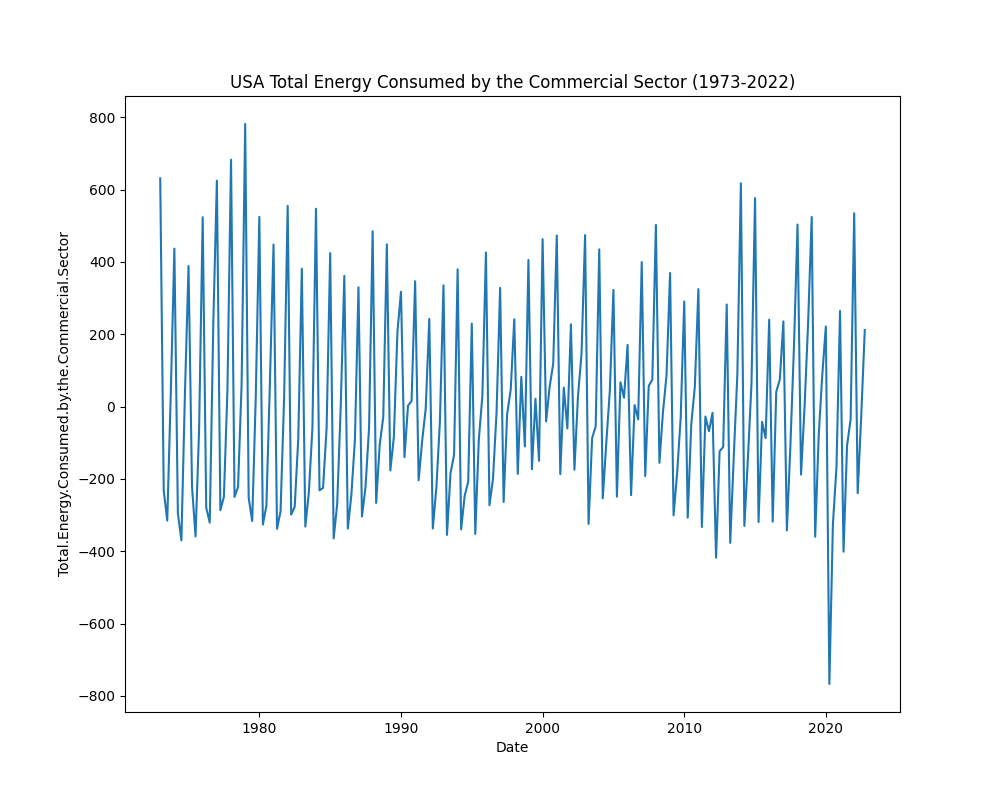 USA Total Energy Consumed by the Commercial Sector (1973-2022)
Total.Energy.Consumed.by.the.Commercial.Sector
800
600
400
200
0
−200
−400
−600
−800
1980 1990 2000 2010 2020
Date